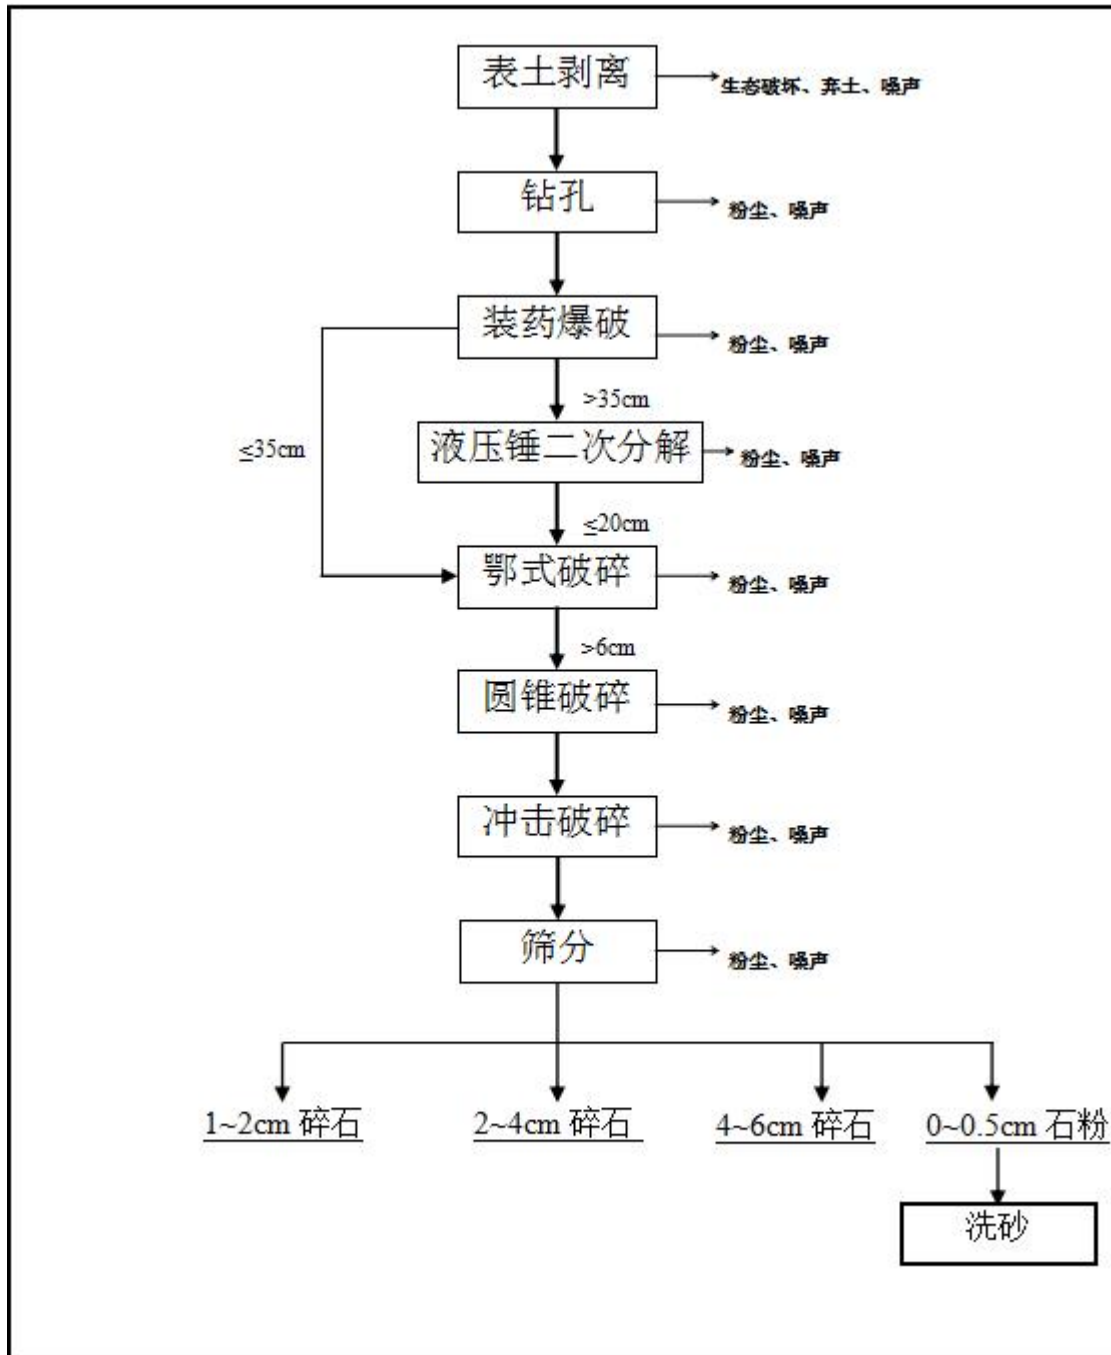 表土剥离
生态破坏、弃土、噪声
钻孔
粉尘、噪声
装药爆破
粉尘、噪声
>35cm
≤35cm
液压锤二次分解
粉尘、噪声
≤20cm
鄂式破碎
粉尘、噪声
>6cm
圆锥破碎
粉尘、噪声
冲击破碎
粉尘、噪声
筛分
粉尘、噪声
1~2cm 碎石
2~4cm 碎石
4~6cm 碎石
0~0.5cm 石粉
洗砂